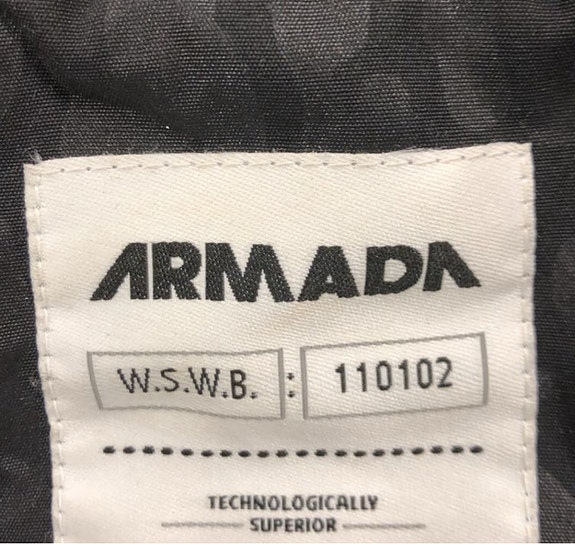 ARMADA
W.S.W.B. : 110102
TECHNOLOGICALLY
SUPERIOR